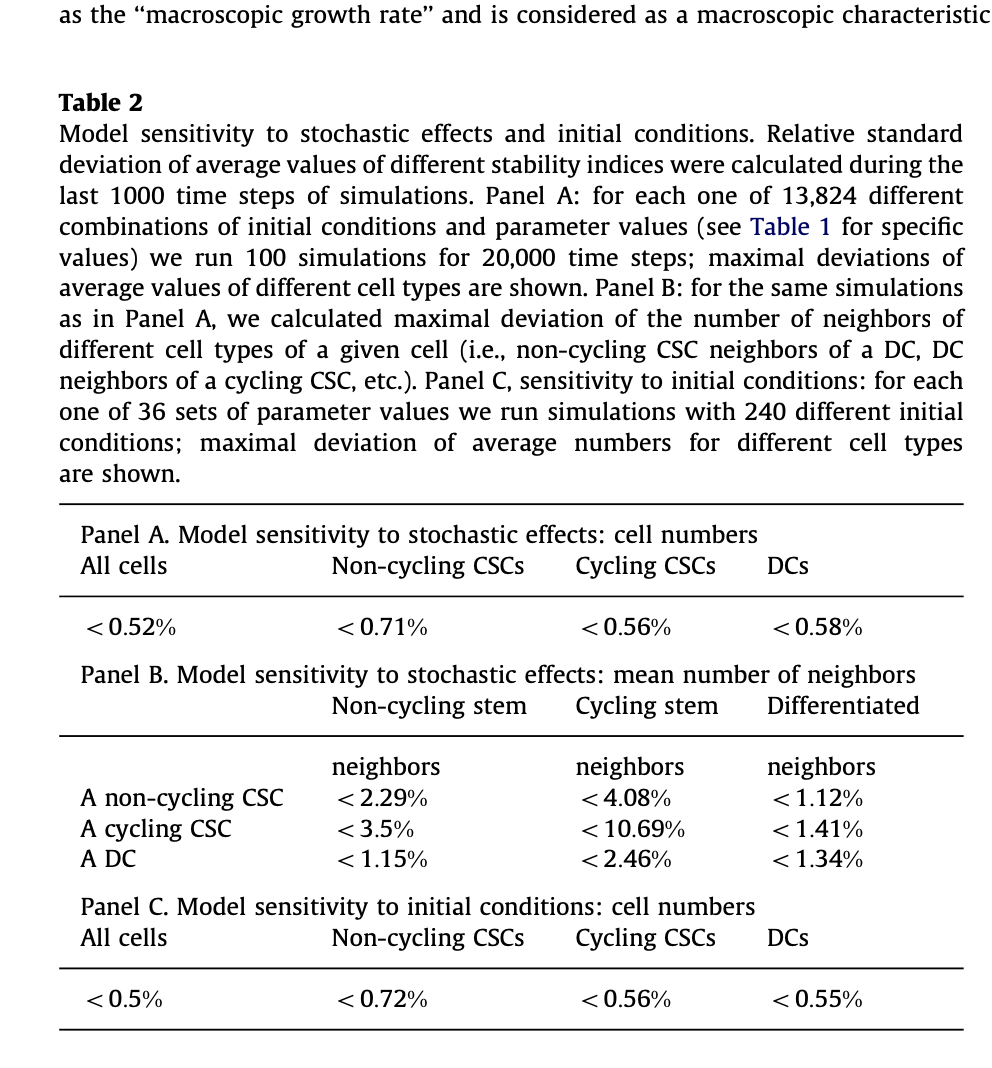 as the “macroscopic growth rate” and is considered as a macroscopic characteristic
Table 2
Model sensitivity to stochastic effects and initial conditions. Relative standard
deviation of average values of different stability indices were calculated during the
last 1000 time steps of simulations. Panel A: for each one of 13,824 different
combinations of initial conditions and parameter values (see Table 1 for specific
values) we run 100 simulations for 20,000 time steps; maximal deviations of
average values of different cell types are shown. Panel B: for the same simulations
as in Panel A, we calculated maximal deviation of the number of neighbors of
different cell types of a given cell (i.e., non-cycling CSC neighbors of a DC, DC
neighbors of a cycling CSC, etc.). Panel C, sensitivity to initial conditions: for each
one of 36 sets of parameter values we run simulations with 240 different initial
conditions; maximal deviation of average numbers for different cell types
are shown.
Panel A. Model sensitivity to stochastic effects: cell numbers
All cells Non-cycling CSCs Cycling CSCs DCs
<0.52% <0.71% <0.56% <0.58%
Panel B. Model sensitivity to stochastic effects: mean number of neighbors
Non-cycling stem Cycling stem Differentiated
neighbors neighbors neighbors
A non-cycling CSC <2.29% <4.08% <1.12%
A cycling CSC <3.5% <10.69% <1.41%
A DC <1.15% <2.46% <1.34%
Panel C. Model sensitivity to initial conditions: cell numbers
All cells Non-cycling CSCs Cycling CSCs DCs
<0.5% <0.72% <0.56% <0.55%